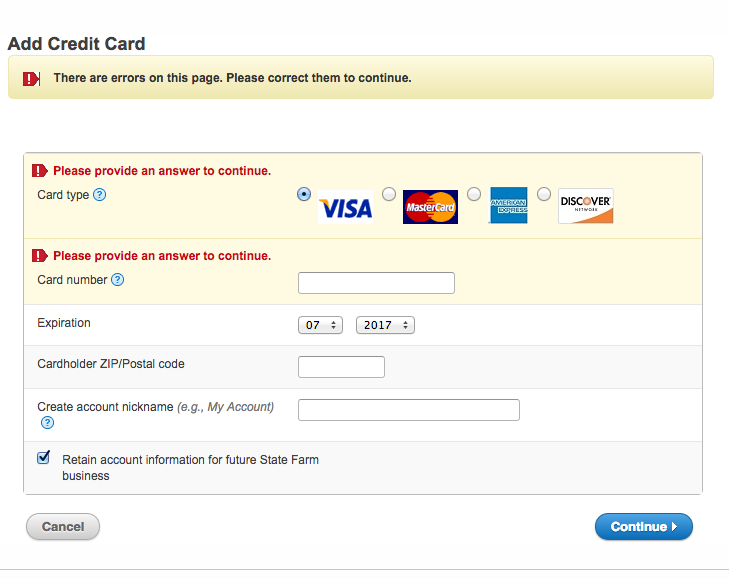 Add Credit Card
There are errors on this page. Please correct them to continue.
Please provide an answer to continue.
Card type ?
VISA
MasterCard
AMERICAN
EXPRESS
DISCOVER
NETWORK
Please provide an answer to continue.
Card number ?
Expiration 07 2017
Cardholder ZIP/Postal code
Create account nickname (e.g., My Account)
?
Retain account information for future State Farm
business
Cancel Continue